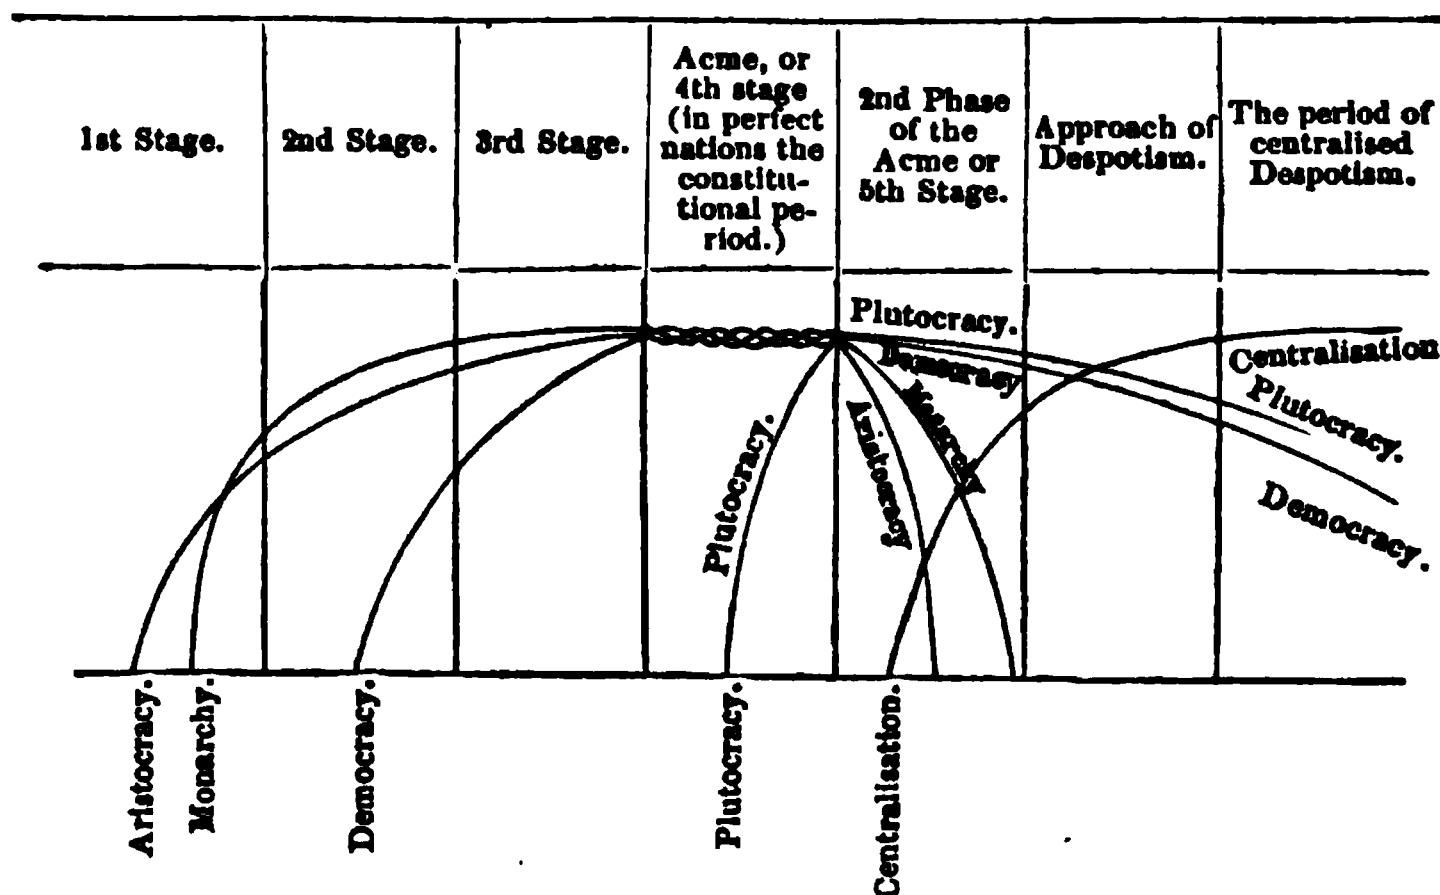 1st Stage.
2nd Stage.
3rd Stage.
Acme, or
4th stage
(in perfect
nations the
constitu-
tional pe-
riod.)
2nd Phase
of the
Acme or
5th Stage.
Approach of
Despotism.
The period of
centralised
Despotism.
Plutocracy.
Democracy
Monarchy
Aristocracy
Plutocracy.
Centralisation
Plutocracy.
Democracy.
Aristocracy.
Monarchy.
Democracy.
Plutocracy.
Centralisation.